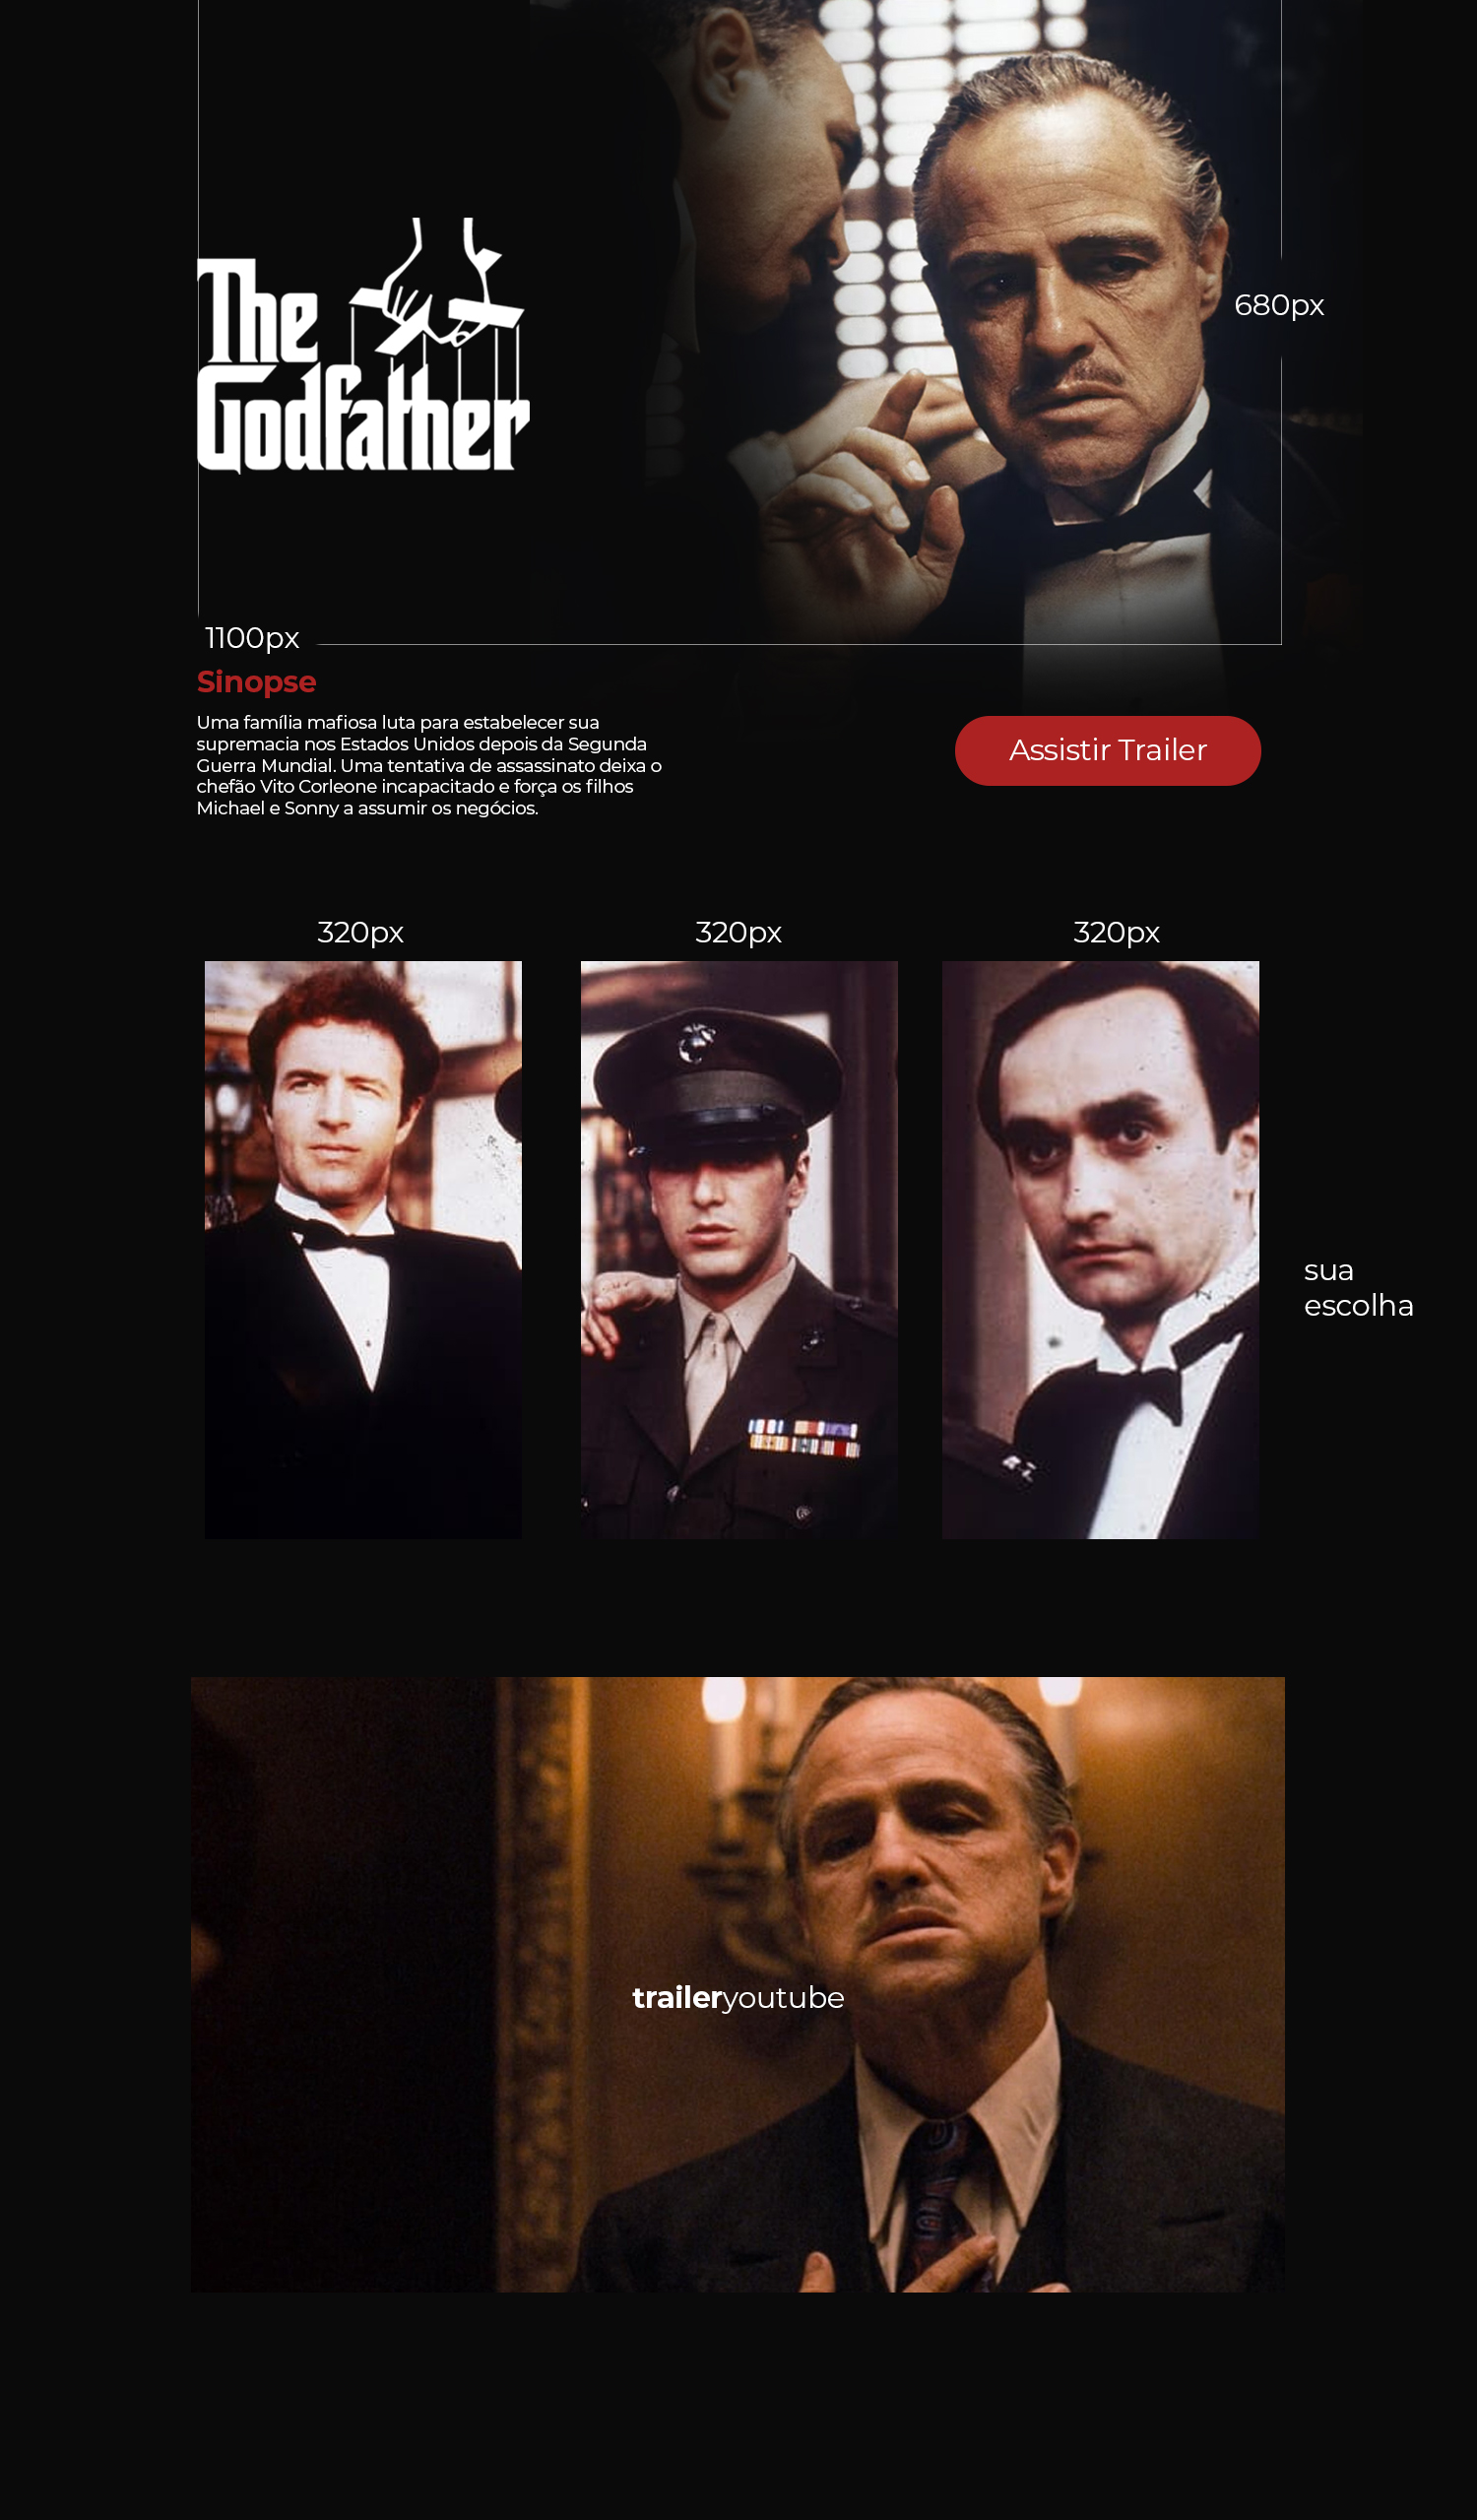 The
Godfather
680px
1100px
Sinopse
Uma família mafiosa luta para estabelecer sua
supremacia nos Estados Unidos depois da Segunda
Guerra Mundial. Uma tentativa de assassinato deixa o
chefão Vito Corleone incapacitado e força os filhos
Michael e Sonny a assumir os negócios.
Assistir Trailer
320px
320px
320px
sua
escolha
traileryoutube